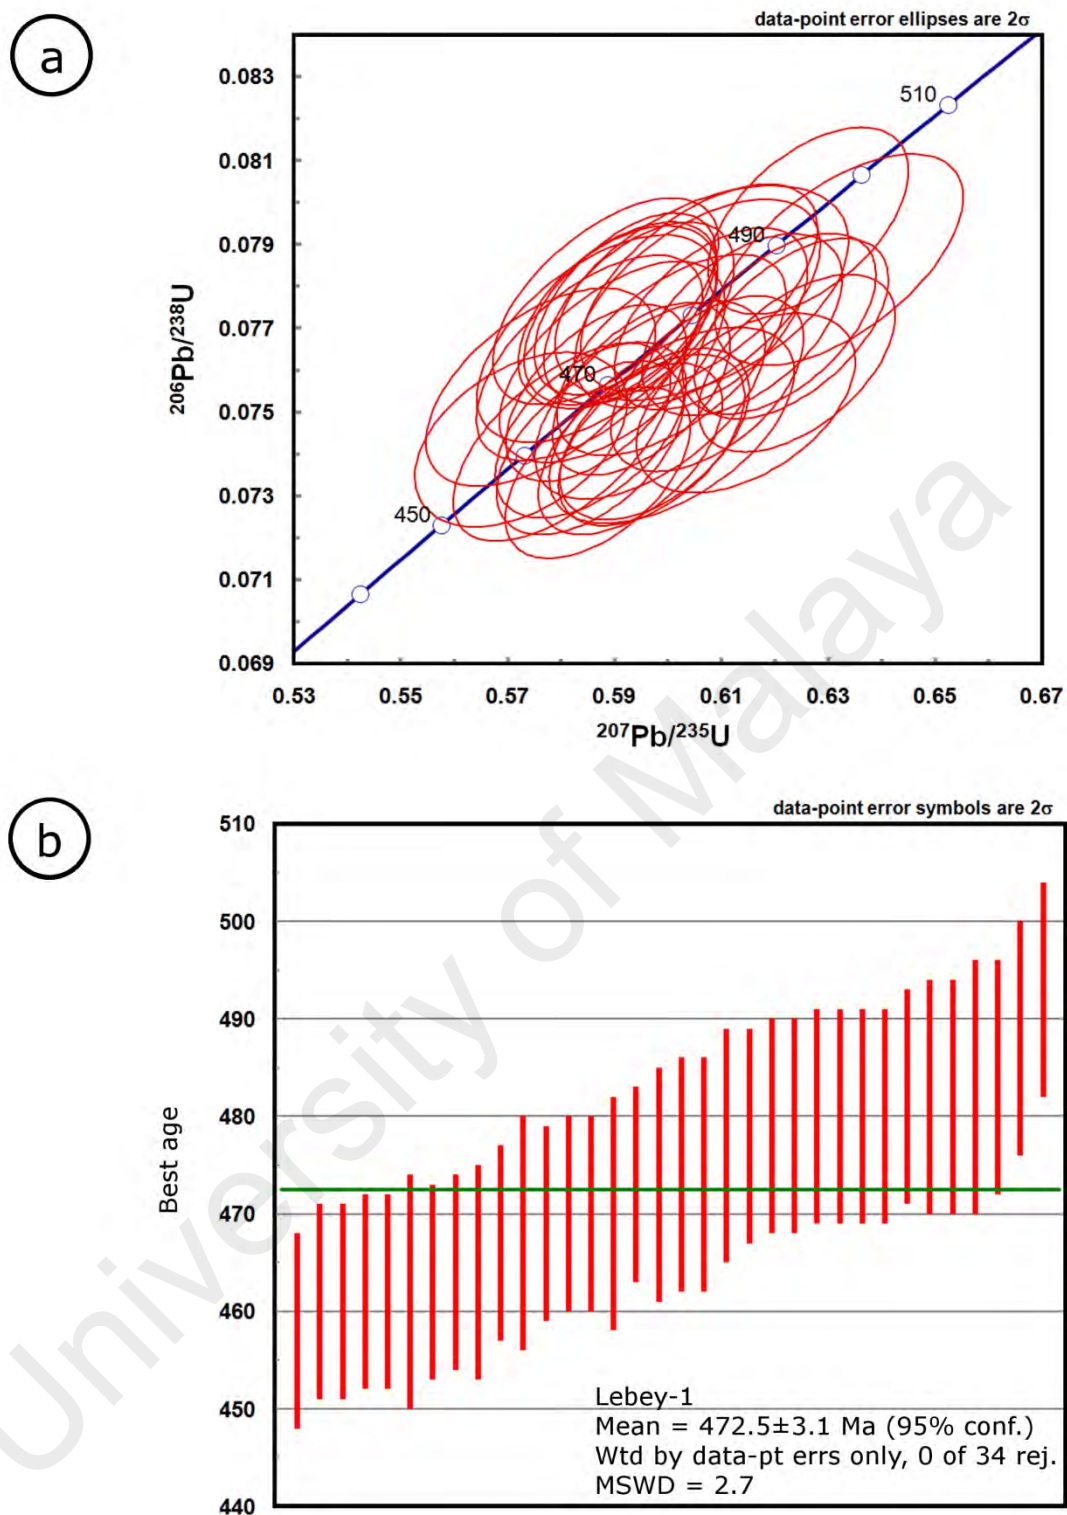 a
data-point error ellipses are 2σ
0.083
0.081
0.079
0.077
0.075
0.073
0.071
0.069
206Pb/238U
510
490
470
450
0.53 0.55 0.57 0.59 0.61 0.63 0.65 0.67
207Pb/235U
b
data-point error symbols are 2σ
510
500
490
480
470
460
450
440
Best age
Lebey-1
Mean = 472.5±3.1 Ma (95% conf.)
Wtd by data-pt errs only, 0 of 34 rej.
MSWD = 2.7
University of Malaya